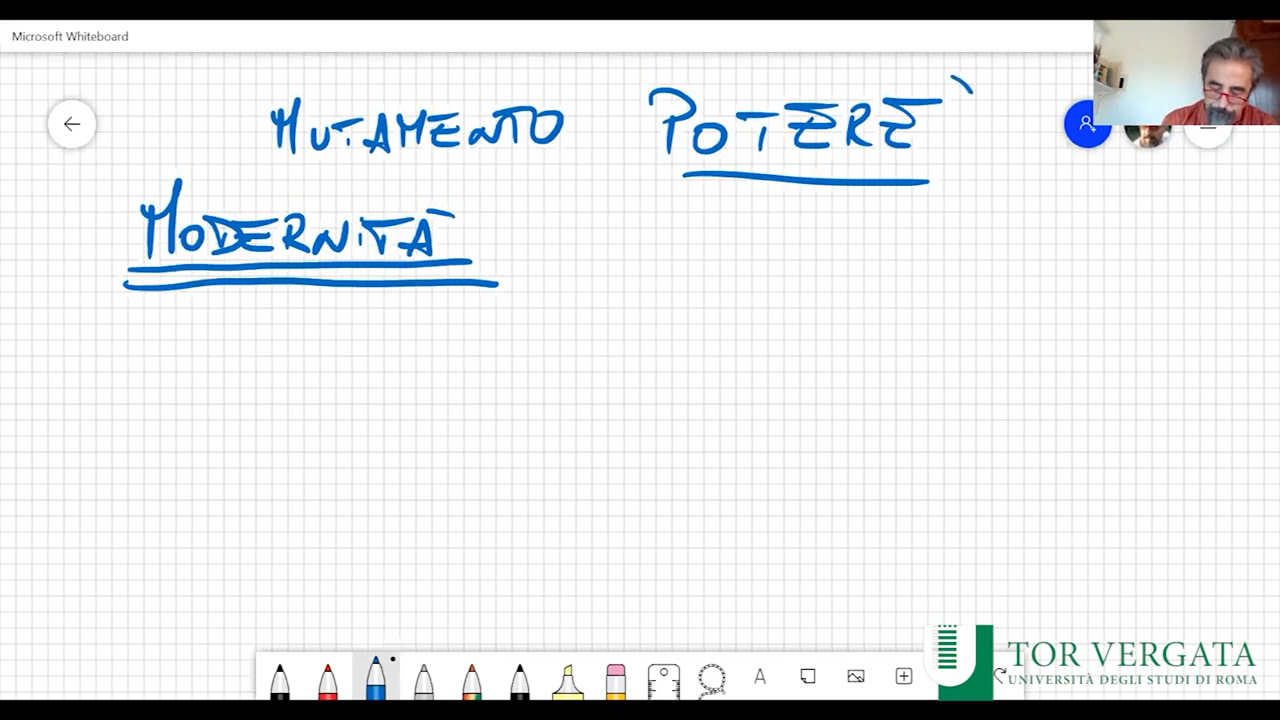 Microsoft Whiteboard
MUTAMENTO POTERE
MODERNITÀ
A
TOR VERGATA
UNIVERSITÀ DEGLI STUDI DI ROMA